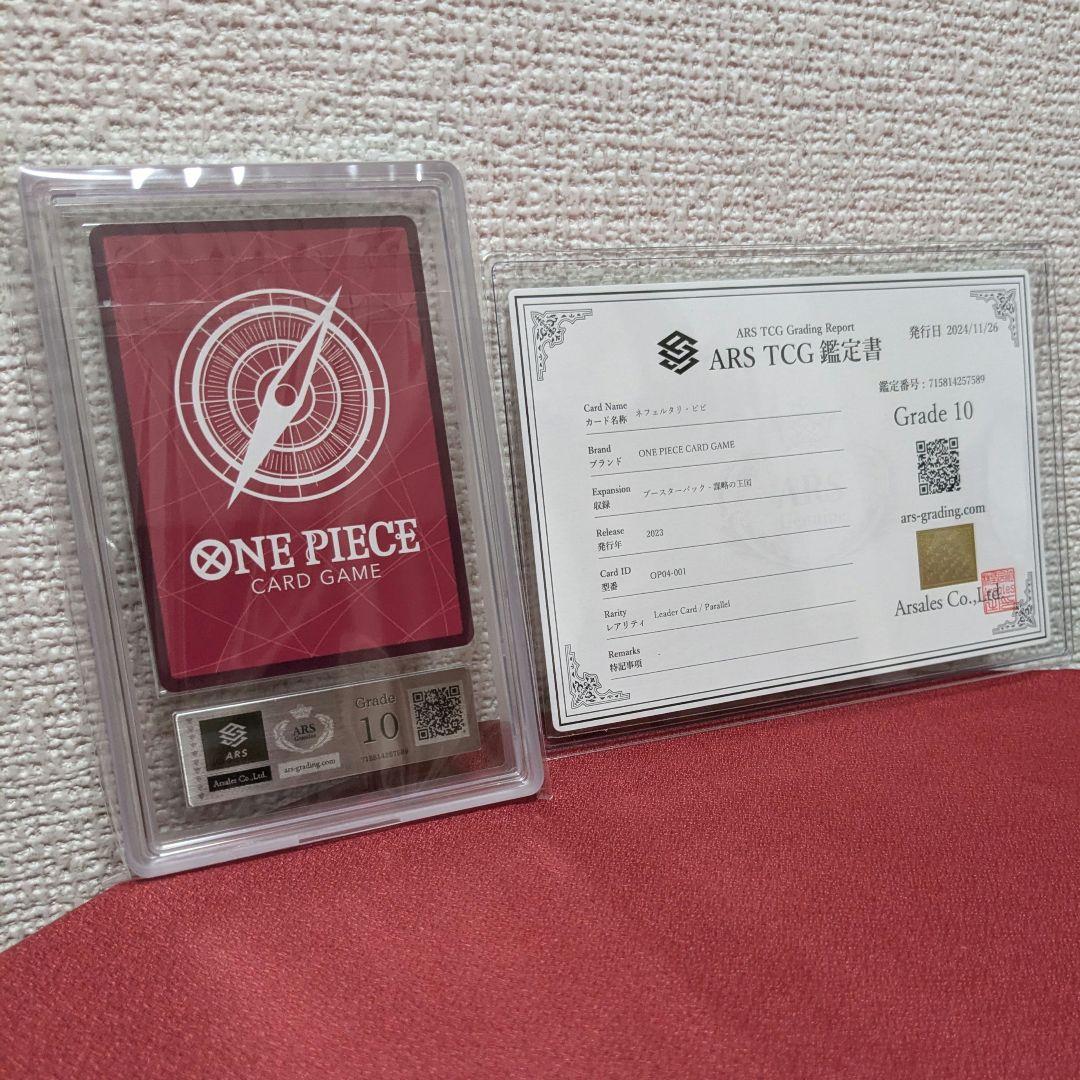 ONE PIECE
CARD GAME
ARS
Arsales Co.,Ltd.
ARS
ars-grading.com
Grade
10
715814257589
ARS TCG Grading Report
ARS TCG 鑑定書
発行日 2024/11/26
鑑定番号 : 715814257589
Grade 10
ars-grading.com
Arsales Co.,Ltd.
Card Name
カード名称 ネフェルタリ・ビビ
Brand
ブランド ONE PIECE CARD GAME
Expansion
収録 ブースターパック - 謀略の王国
Release
発行年 2023
Card ID
型番 OP04-001
Rarity
レアリティ Leader Card / Parallel
Remarks
特記事項 -